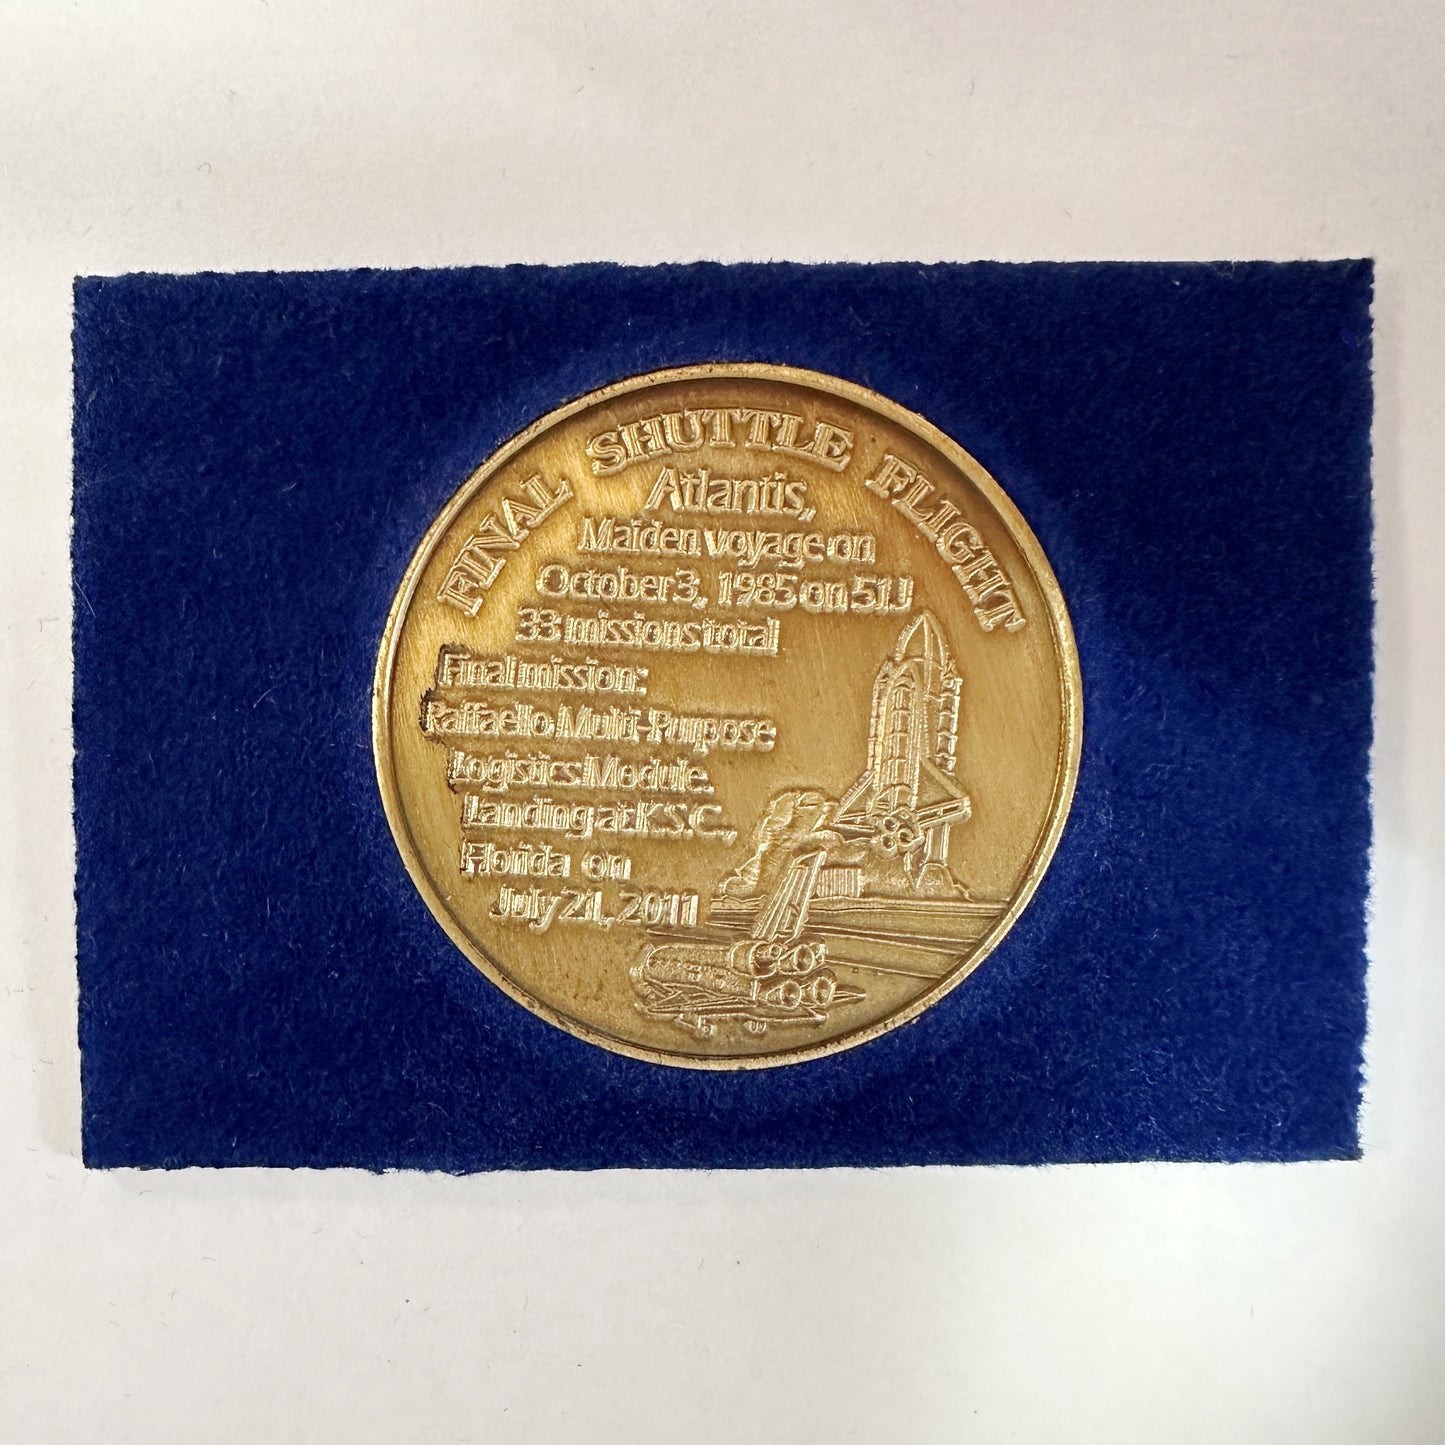 FINAL SHUTTLE FLIGHT
Atlantis,
Maiden voyage on
October 3, 1985 on 51J
33 missions total
Final mission:
Raffaello Multi-Purpose
Logistics Module.
Landing at K.S.C.,
Florida on
July 21, 2011